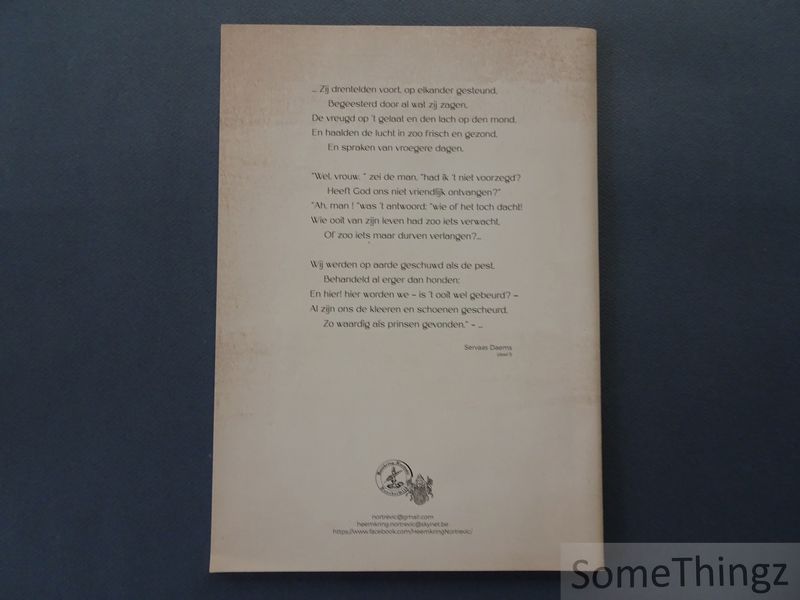 ... Zij drentelden voort, op elkander gesteund,
Begeesterd door al wat zij zagen,
De vreugd op 't gelaat en den lach op den mond,
En haalden de lucht in zoo frisch en gezond,
En spraken van vroegere dagen.
"Wel, vrouw, " zei de man, "had ik 't niet voorzegd?
Heeft God ons niet vriendlijk ontvangen?"
"Ah, man ! "was 't antwoord; "wie of het toch dacht!
Wie ooit van zijn leven had zoo iets verwacht,
Of zoo iets maar durven verlangen?...
Wij werden op aarde geschuwd als de pest,
Behandeld al erger dan honden;
En hier! hier worden we – is 't ooit wel gebeurd? –
Al zijn ons de kleeren en schoenen gescheurd,
Zo waardig als prinsen gevonden." – ...
Servaas Daems
nortrevic@gmail.com
heemkring.nortrevic@skynet.be
https://www.facebook.com/HeemkringNortrevic/
SomeThingz